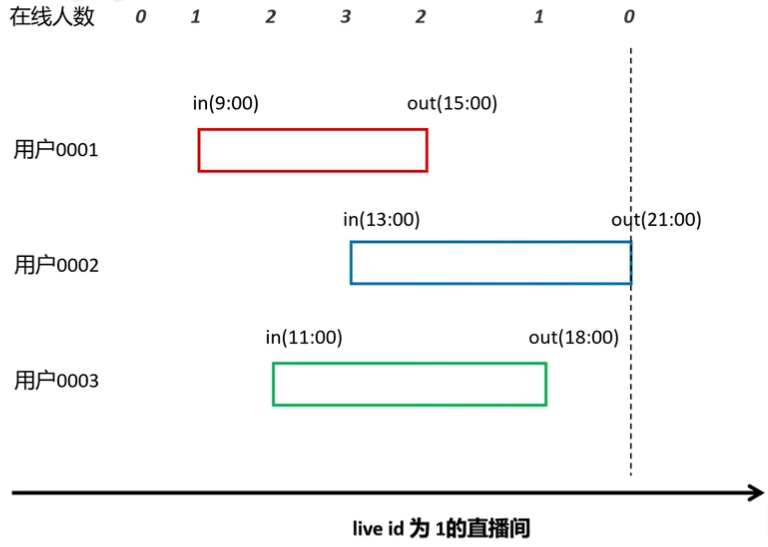 在线人数 0 1 2 3 2 1 0
in(9:00) out(15:00)
用户0001
in(13:00) out(21:00)
用户0002
in(11:00) out(18:00)
用户0003
live id 为 1的直播间